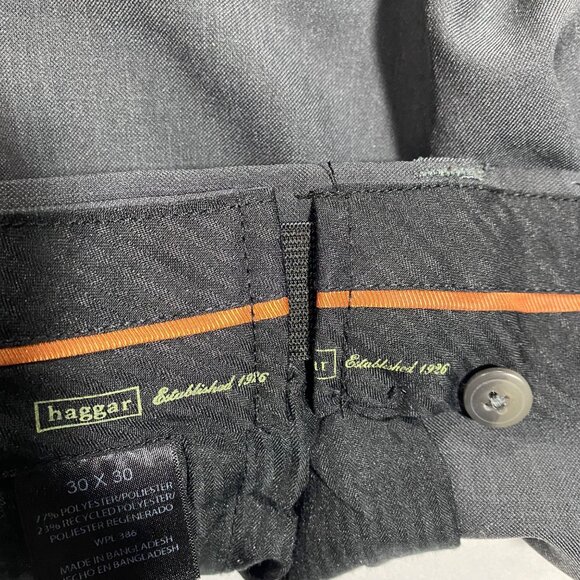 haggar Established 1926
ar Established 1926
30 X 30
77% POLYESTER/POLIESTER
23% RECYCLED POLYESTER/
POLIESTER REGENERADO
WPL 386
MADE IN BANGLADESH
HECHO EN BANGLADESH